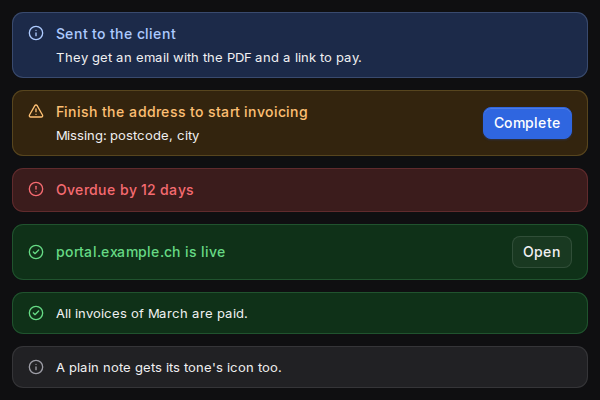 Sent to the client
They get an email with the PDF and a link to pay.
Finish the address to start invoicing
Missing: postcode, city
Complete
Overdue by 12 days
portal.example.ch is live
Open
All invoices of March are paid.
A plain note gets its tone's icon too.